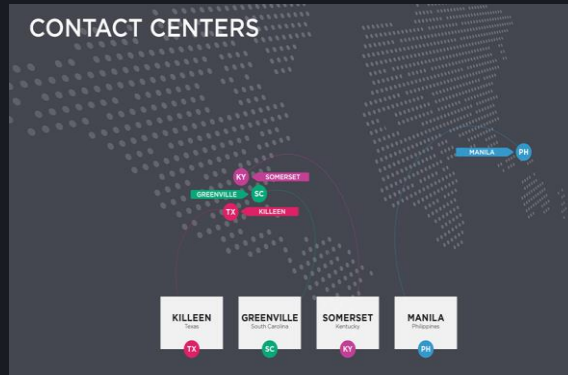 CONTACT CENTERS
KY SOMERSET
MANILA PH
GREENVILLE SC
TX KILLEEN
KILLEEN
Texas
TX
GREENVILLE
South Carolina
SC
SOMERSET
Kentucky
KY
MANILA
Philippines
PH